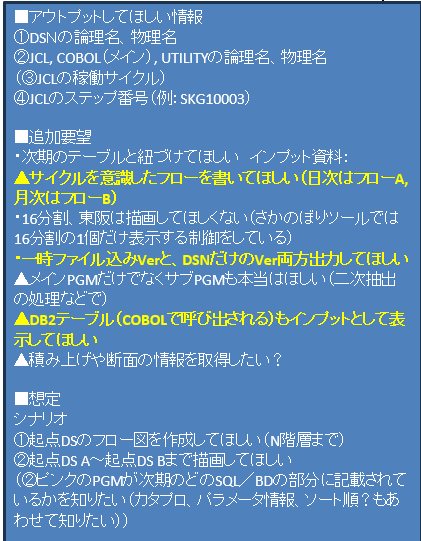 ■アウトプットしてほしい情報
①DSNの論理名、物理名
②JCL, COBOL（メイン）, UTILITYの論理名、物理名
（③JCLの稼働サイクル）
④JCLのステップ番号（例: SKG10003）
■追加要望
・次期のテーブルと紐づけてほしい　インプット資料:
▲サイクルを意識したフローを書いてほしい（日次はフローA,
月次はフローB）
・16分割、東阪は描画してほしくない（さかのぼりツールでは
16分割の1個だけ表示する制御をしている）
・一時ファイル込みVerと、DSNだけのVer両方出力してほしい
▲メインPGMだけでなくサブPGMも本当はほしい（二次抽出
の処理などで）
▲DB2テーブル（COBOLで呼び出される）もインプットとして表
示してほしい
▲積み上げや断面の情報を取得したい？
■想定
シナリオ
①起点DSのフロー図を作成してほしい（N階層まで）
②起点DS A～起点DS Bまで描画してほしい
（②ピンクのPGMが次期のどのSQL／BDの部分に記載されて
いるかを知りたい（カタプロ、パラメータ情報、ソート順？もあ
わせて知りたい））